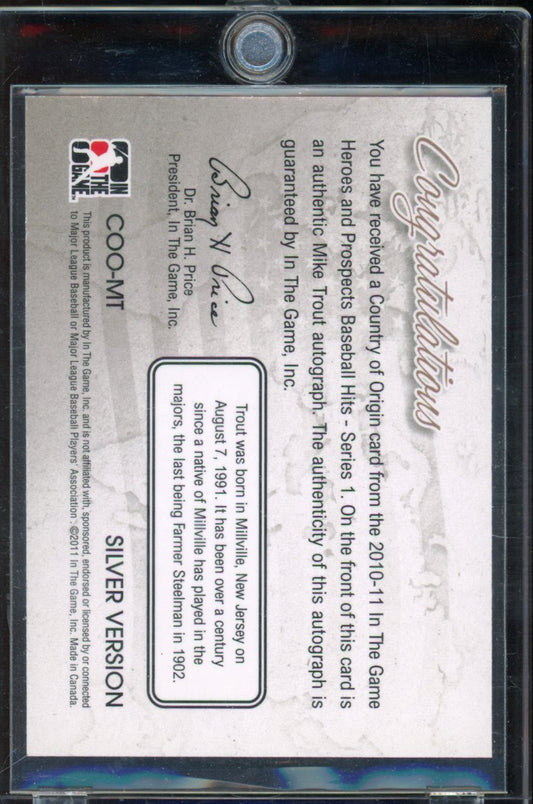 Congratulations
You have received a Country of Origin card from the 2010-11 In The Game
Heroes and Prospects Baseball Hits - Series 1. On the front of this card is
an authentic Mike Trout autograph. The authenticity of this autograph is
guaranteed by In The Game, Inc.
Brian H Price
Dr. Brian H. Price
President, In The Game, Inc.
Trout was born in Millville, New Jersey on
August 7, 1991. It has been over a century
since a native of Millville has played in the
majors, the last being Farmer Steelman in 1902.
IN
THE
GAME
COO-MT
SILVER VERSION
This product is manufactured by In The Game, Inc. and is not affiliated with, sponsored, endorsed or licensed by or connected
to Major League Baseball or Major League Baseball Players' Association. ©2011 In The Game, Inc. Made in Canada.